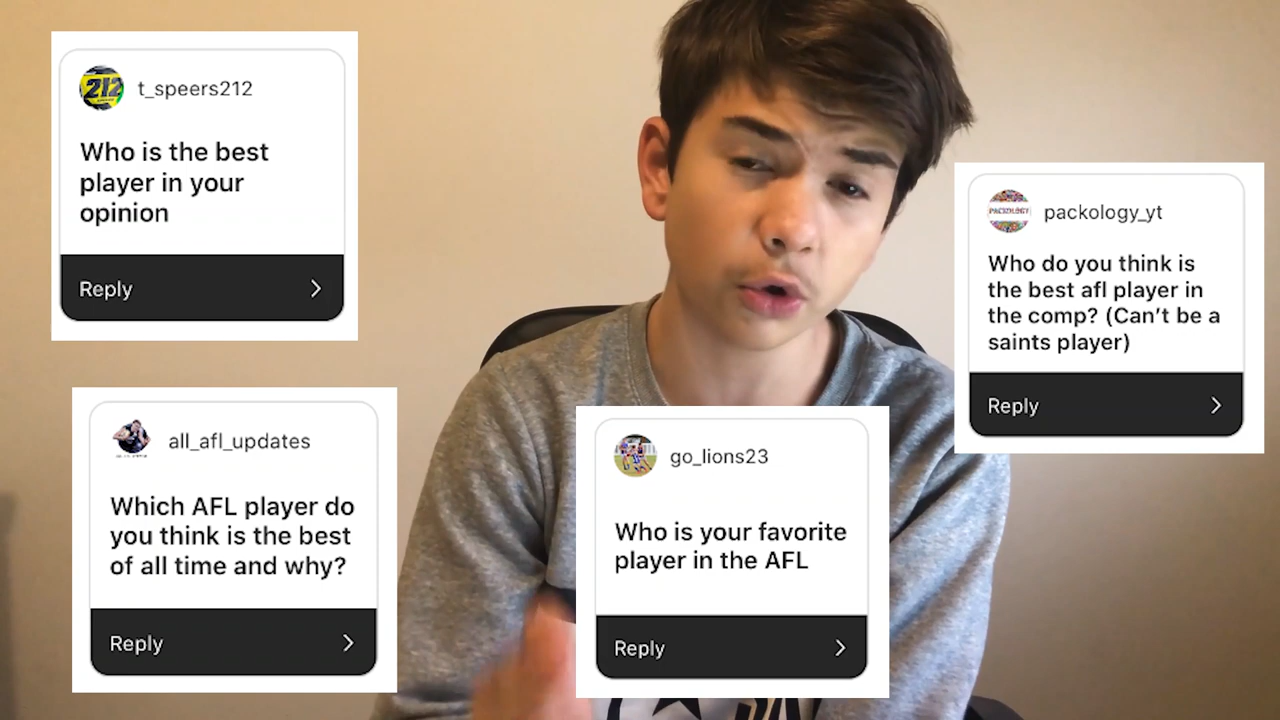 212
t_speers212
Who is the best
player in your
opinion
Reply
PACKOLOGY
packology_yt
Who do you think is
the best afl player in
the comp? (Can't be a
saints player)
Reply
all_afl_updates
Which AFL player do
you think is the best
of all time and why?
Reply
go_lions23
Who is your favorite
player in the AFL
Reply